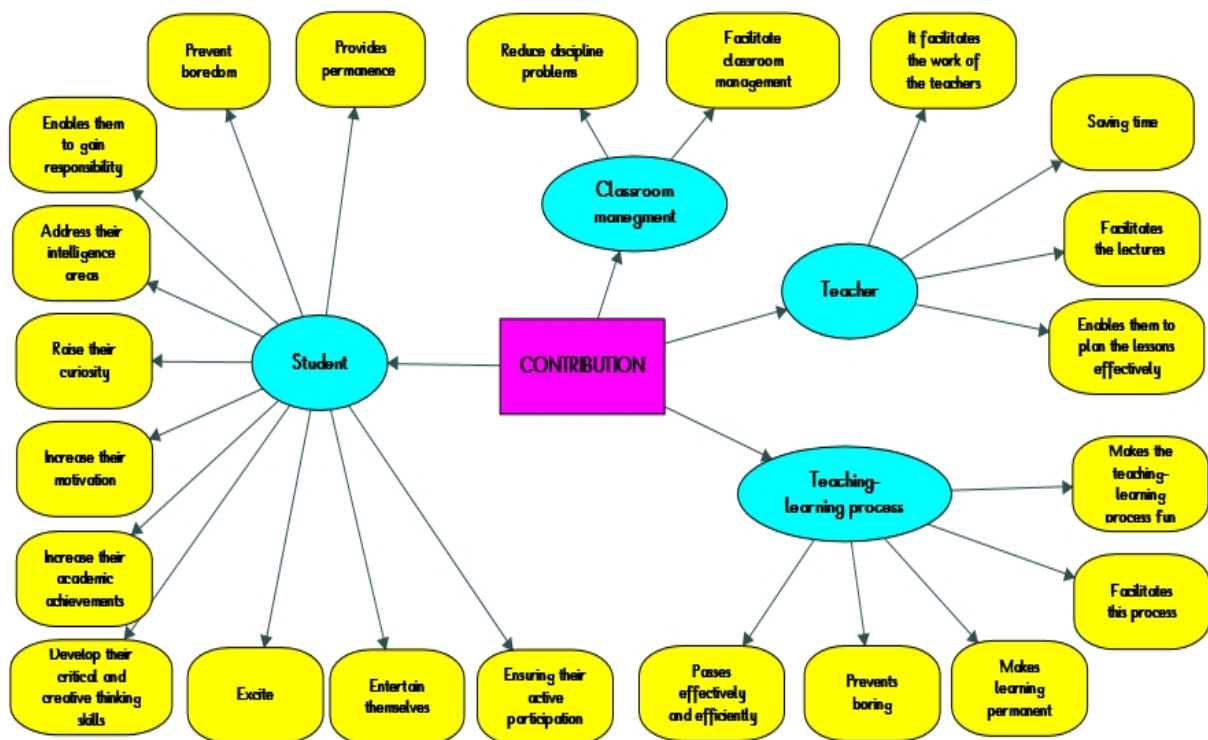 Prevent
boredom
Provides
permanence
Reduce discipline
problems
Facilitate
classroom
management
It facilitates
the work of
the teachers
Saving time
Enables them
to gain
responsibility
Address their
intelligence
areas
Raise their
curiosity
Increase their
motivation
Increase their
academic
achievements
Develop their
critical and
creative thinking
skills
Excite
Entertain
themselves
Ensuring their
active
participation
Student
CONTRIBUTION
Classroom
managment
Teacher
Facilitates
the lectures
Enables them to
plan the lessons
effectively
Teaching-
learning process
Makes the
teaching-
learning
process fun
Facilitates
this process
Makes
learning
permanent
Prevents
boring
Passes
effectively
and efficiently